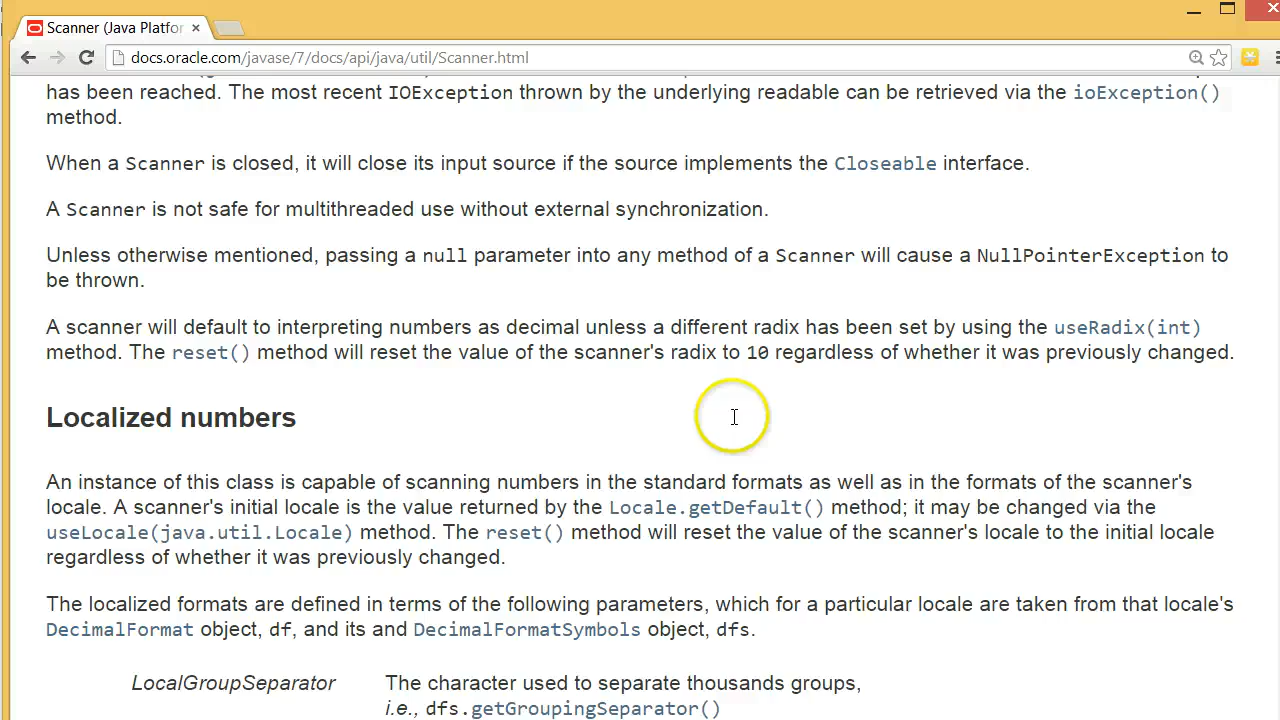 Scanner (Java Platfor
docs.oracle.com/javase/7/docs/api/java/util/Scanner.html
has been reached. The most recent IOException thrown by the underlying readable can be retrieved via the ioException()
method.
When a Scanner is closed, it will close its input source if the source implements the Closeable interface.
A Scanner is not safe for multithreaded use without external synchronization.
Unless otherwise mentioned, passing a null parameter into any method of a Scanner will cause a NullPointerException to
be thrown.
A scanner will default to interpreting numbers as decimal unless a different radix has been set by using the useRadix(int)
method. The reset() method will reset the value of the scanner's radix to 10 regardless of whether it was previously changed.
Localized numbers
An instance of this class is capable of scanning numbers in the standard formats as well as in the formats of the scanner's
locale. A scanner's initial locale is the value returned by the Locale.getDefault() method; it may be changed via the
useLocale(java.util.Locale) method. The reset() method will reset the value of the scanner's locale to the initial locale
regardless of whether it was previously changed.
The localized formats are defined in terms of the following parameters, which for a particular locale are taken from that locale's
DecimalFormat object, df, and its and DecimalFormatSymbols object, dfs.
LocalGroupSeparator The character used to separate thousands groups,
i.e., dfs.getGroupingSeparator()